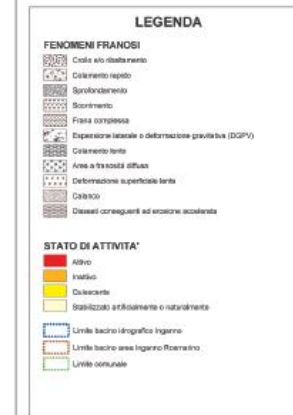 LEGENDA
FENOMENI FRANOSI
Crollo e/o ribaltamento
Colamento rapido
Sprofondamento
Scorrimento
Frana complessa
Espansione laterale o deformazione gravitativa (DGPV)
Colamento lento
Area a franosità diffusa
Deformazione superficiale lenta
Calanco
Dissesti conseguenti ad erosione accelerata
STATO DI ATTIVITA'
Attivo
Inattivo
Quiescente
Stabilizzato artificialmente o naturalmente
Limite bacino idrografico Inganno
Limite bacino area Inganno Rosmarino
Limite comunale